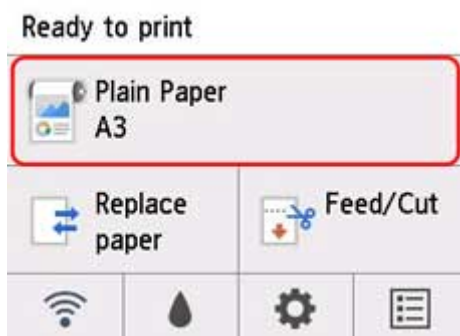 Ready to print
Plain Paper
A3
Replace
paper
Feed/Cut